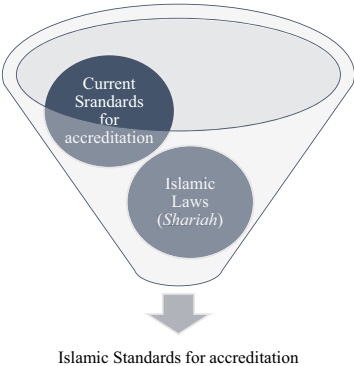 Current
Srandards
for
accreditation
Islamic
Laws
(Shariah)
Islamic Standards for accreditation